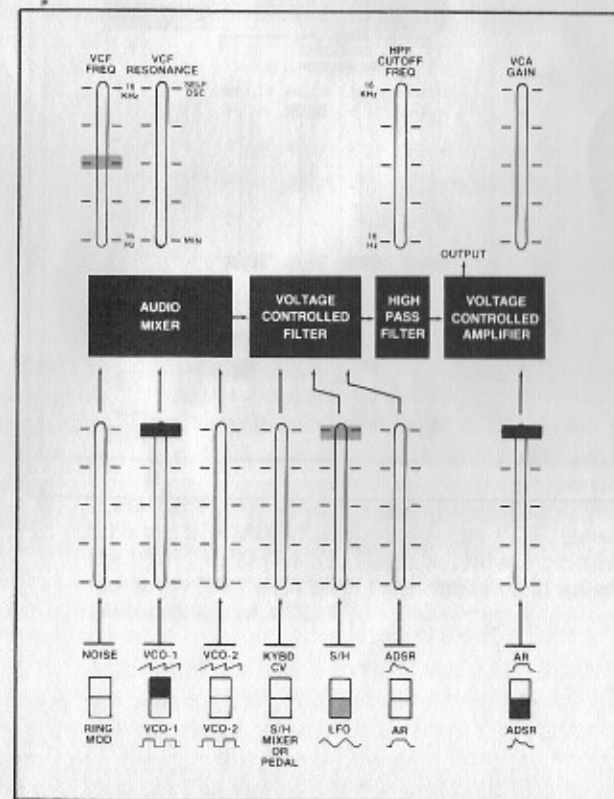 VCF FREQ
VCF RESONANCE
HPF CUTOFF FREQ
VCA GAIN
16 KHz
SELF OSC
16 KHz
16 Hz
MIN
16 Hz
OUTPUT
AUDIO MIXER
VOLTAGE CONTROLLED FILTER
HIGH PASS FILTER
VOLTAGE CONTROLLED AMPLIFIER
NOISE
VCO-1
VCO-2
KYBD CV
S/H
ADSR
AR
RING MOD
VCO-1
VCO-2
S/H MIXER OR PEDAL
LFO
AR
ADSR